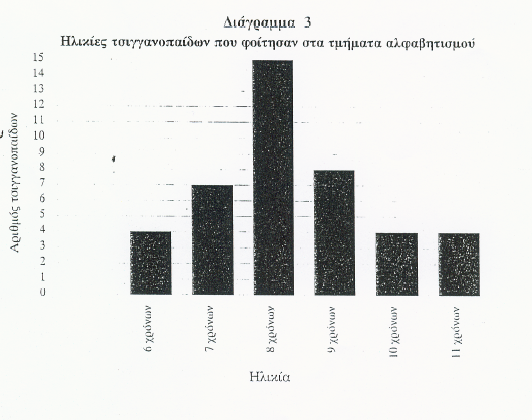 Διάγραμμα 3
Ηλικίες τσιγγανοπαίδων που φοίτησαν στα τμήματα αλφαβητισμού
Αριθμός τσιγγανοπαίδων
15
14
13
12
11
10
9
8
7
6
5
4
3
2
1
0
6 χρόνων
7 χρόνων
8 χρόνων
9 χρόνων
10 χρόνων
11 χρόνων
Ηλικία